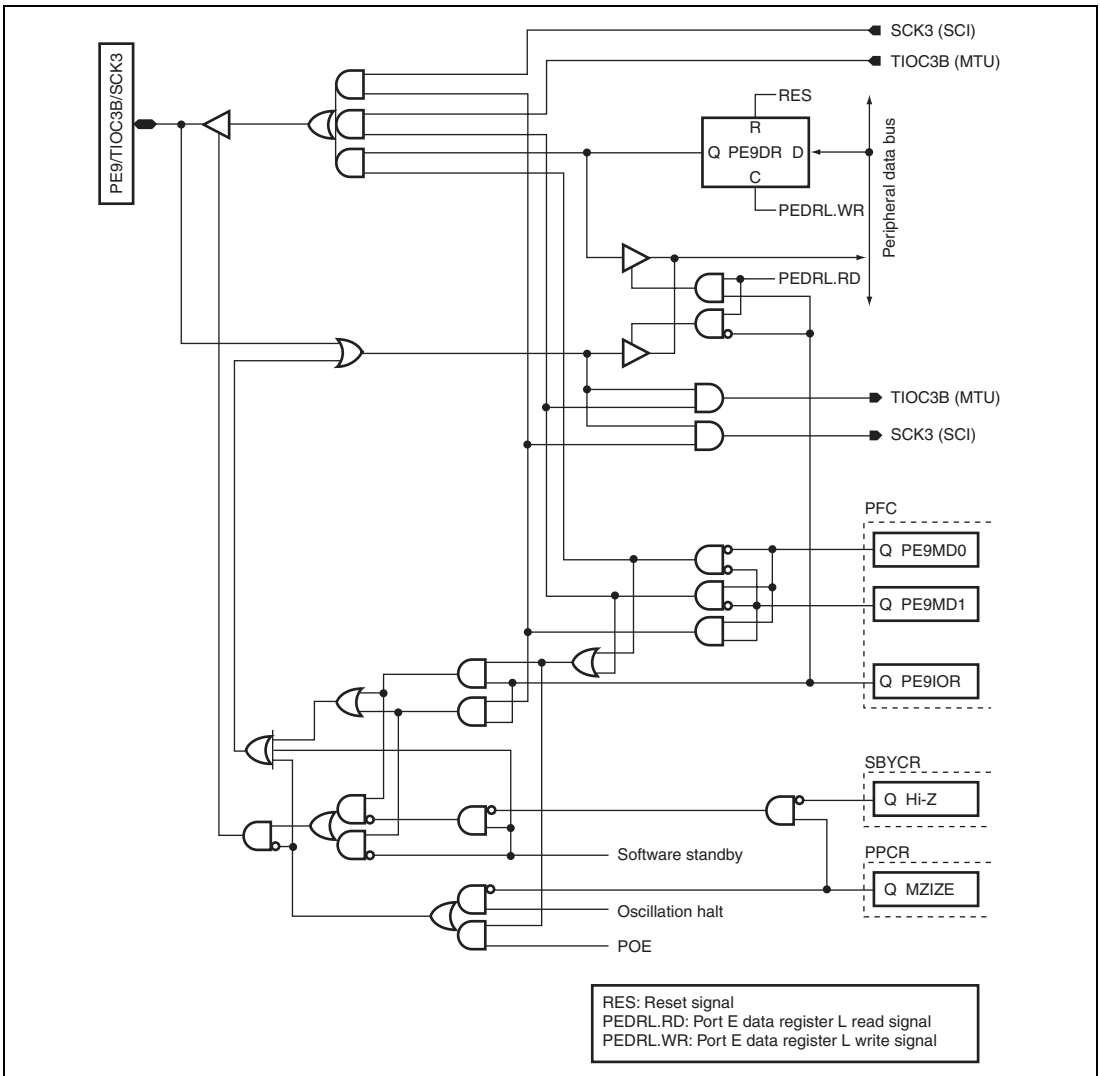 SCK3 (SCI)
TIOC3B (MTU)
PE9/TIOC3B/SCK3
RES
R
Q PE9DR D
C
PEDRL.WR
Peripheral data bus
PEDRL.RD
TIOC3B (MTU)
SCK3 (SCI)
PFC
Q PE9MD0
Q PE9MD1
Q PE9IOR
SBYCR
Q Hi-Z
Software standby
PPCR
Q MZIZE
Oscillation halt
POE
RES: Reset signal
PEDRL.RD: Port E data register L read signal
PEDRL.WR: Port E data register L write signal